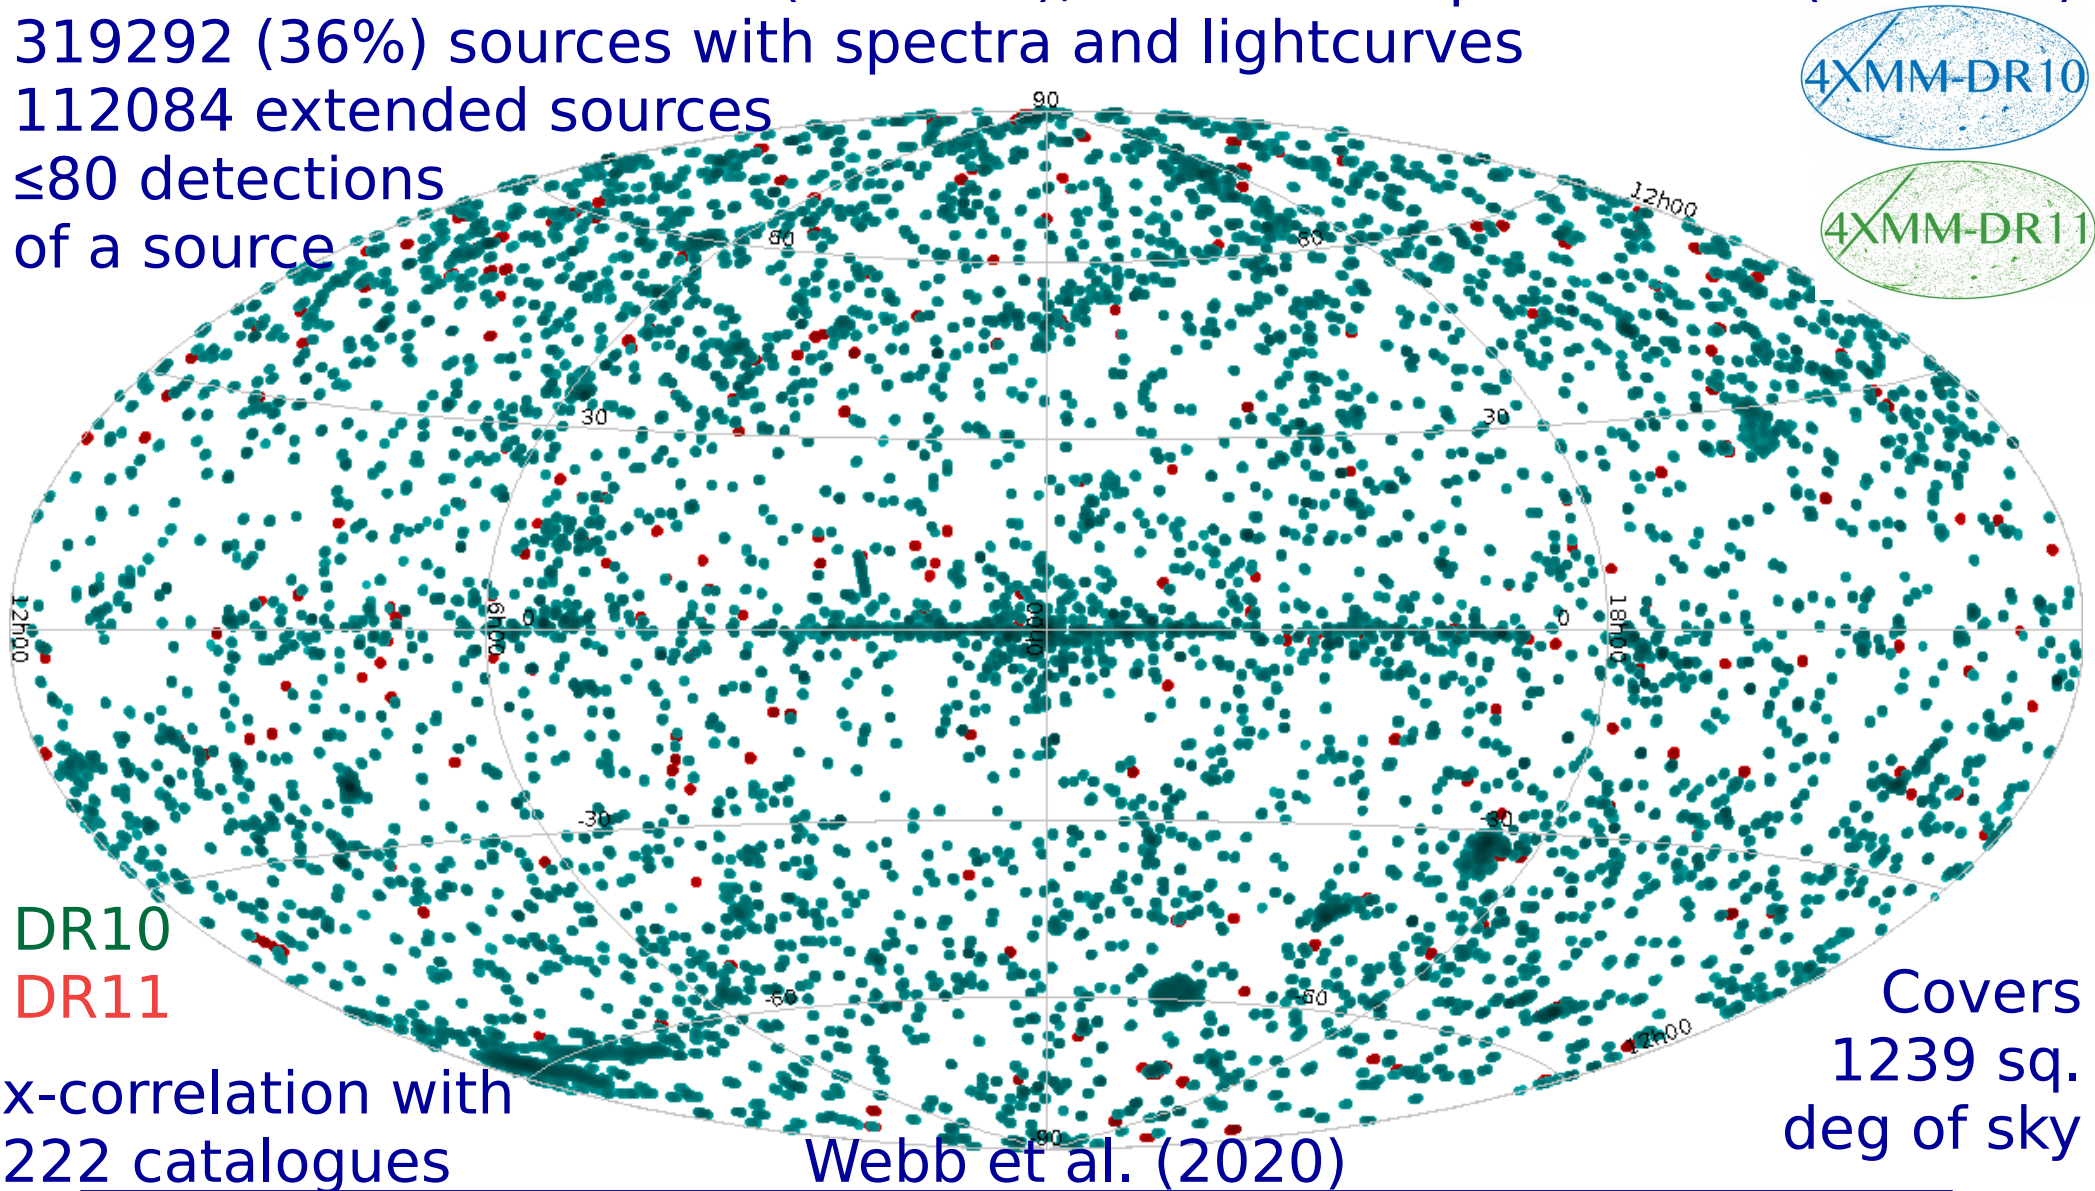 319292 (36%) sources with spectra and lightcurves
112084 extended sources
≤80 detections
of a source
4XMM-DR10
4XMM-DR11
90
12h00
60
60
30
30
12h00
6h00
0
0h00
0
18h00
-30
-30
DR10
DR11
-60
-60
12h00
Covers
1239 sq.
deg of sky
x-correlation with
222 catalogues
-90
Webb et al. (2020)